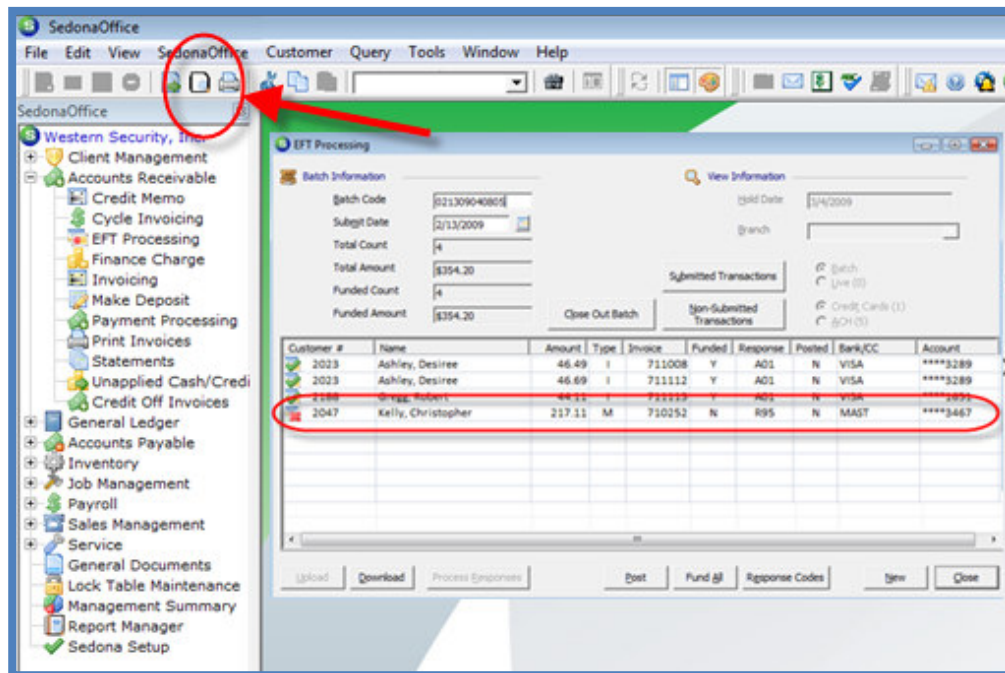 SedonaOffice
File Edit View SedonaOffice Customer Query Tools Window Help
SedonaOffice
Western Security, Inc.
Client Management
Accounts Receivable
Credit Memo
Cycle Invoicing
EFT Processing
Finance Charge
Invoicing
Make Deposit
Payment Processing
Print Invoices
Statements
Unapplied Cash/Credi
Credit Off Invoices
General Ledger
Accounts Payable
Inventory
Job Management
Payroll
Sales Management
Service
General Documents
Lock Table Maintenance
Management Summary
Report Manager
Sedona Setup
EFT Processing
Batch Information
Batch Code 021309040805
Submit Date 2/13/2009
Total Count 4
Total Amount $354.20
Funded Count 4
Funded Amount $354.20
Close Out Batch
View Information
Hold Date 3/4/2009
Branch
Submitted Transactions
Batch
Live (0)
Non-Submitted Transactions
Credit Cards (1)
ACH (5)
Customer # Name Amount Type Invoice Funded Response Posted Bank/CC Account
2023 Ashley, Desiree 46.49 I 711008 Y A01 N VISA ****3289
2023 Ashley, Desiree 46.69 I 711112 Y A01 N VISA ****3289
Gregg, Robert 44.11 I Y A01 N VISA
2047 Kelly, Christopher 217.11 M 710252 N R95 N MAST ****3467
Upload Download Process Responses Post Fund All Response Codes New Close